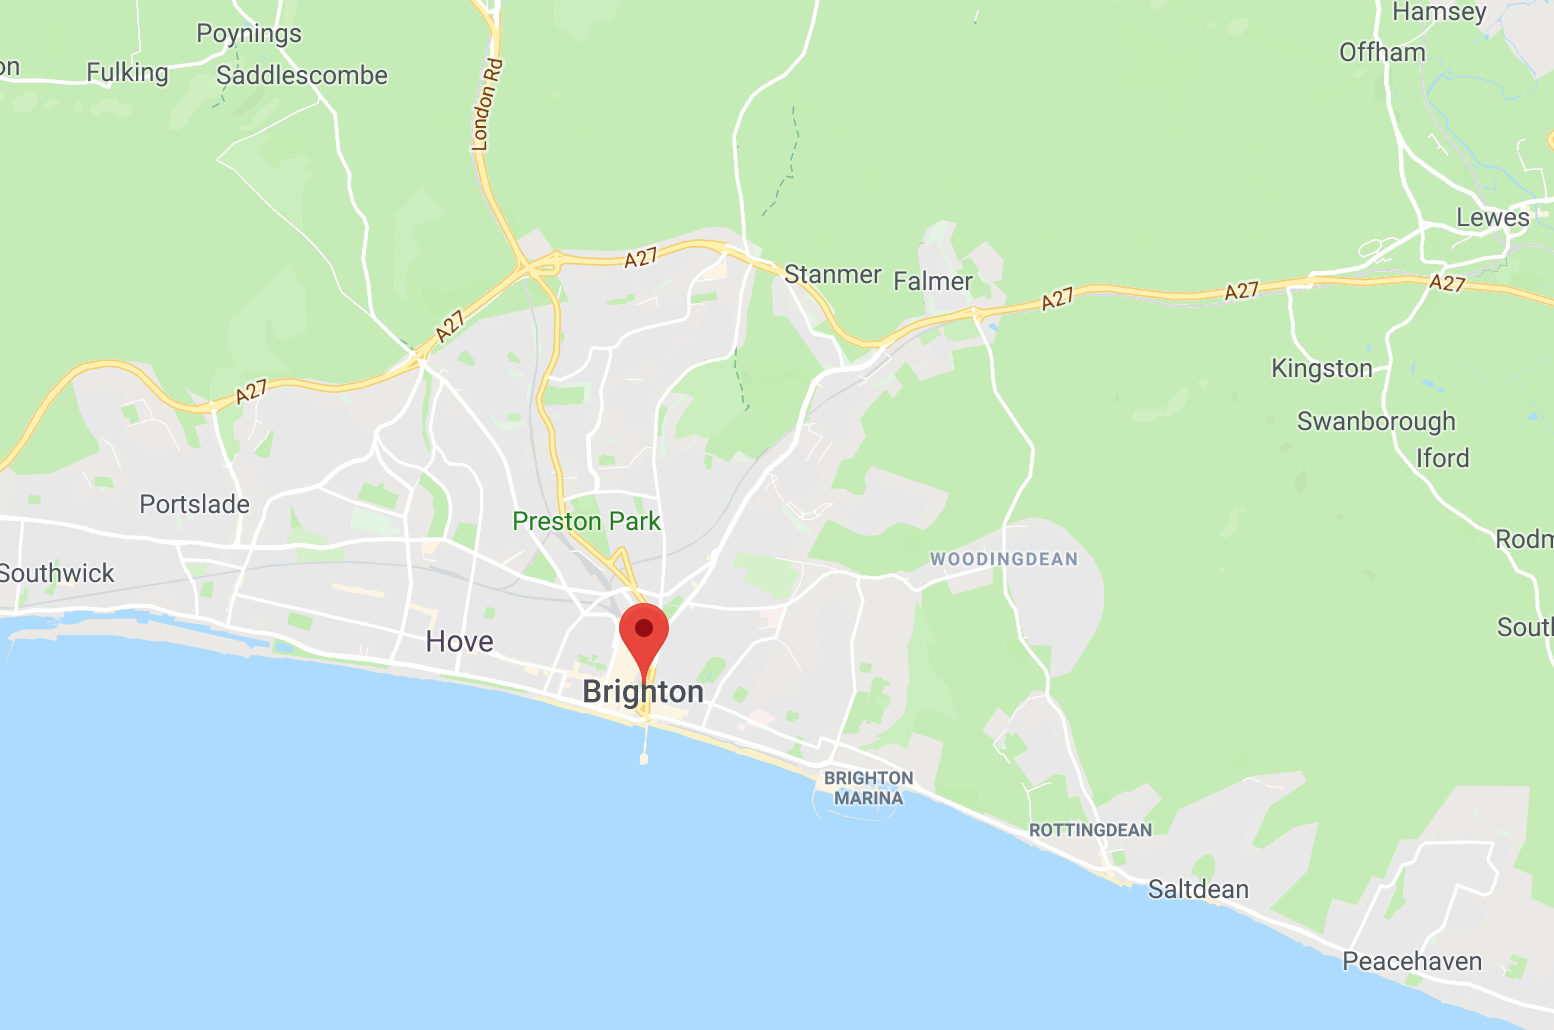 Hamsey
Poynings
Offham
on
Fulking
Saddlescombe
London Rd
Lewes
A27
Stanmer
Falmer
A27
A27
A27
A27
Kingston
A27
Swanborough
Iford
Portslade
Preston Park
Rodm
WOODINGDEAN
Southwick
South
Hove
Brighton
BRIGHTON
MARINA
ROTTINGDEAN
Saltdean
Peacehaven